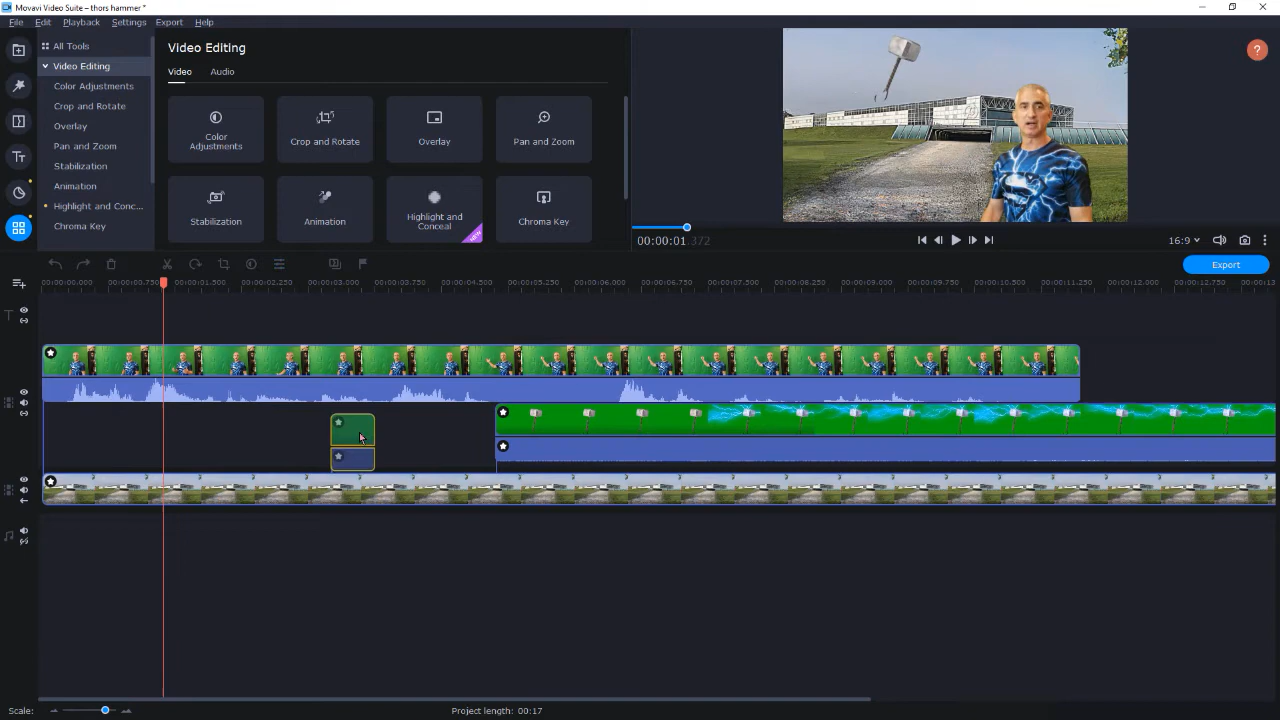 Movavi Video Suite – thors hammer *
File Edit Playback Settings Export Help
All Tools
Video Editing
Color Adjustments
Crop and Rotate
Overlay
Pan and Zoom
Stabilization
Animation
Highlight and Conc...
Chroma Key
Video Editing
Video Audio
Color
Adjustments
Crop and Rotate
Overlay
Pan and Zoom
Stabilization
Animation
Highlight and
Conceal
NEW
Chroma Key
?
00:00:01.372
16:9
Export
00:00:00.000 00:00:00.750 00:00:01.500 00:00:02.250 00:00:03.000 00:00:03.750 00:00:04.500 00:00:05.250 00:00:06.000 00:00:06.750 00:00:07.500 00:00:08.250 00:00:09.000 00:00:09.750 00:00:10.500 00:00:11.250 00:00:12.000 00:00:12.750 00:00:13
Scale:
Project length: 00:17